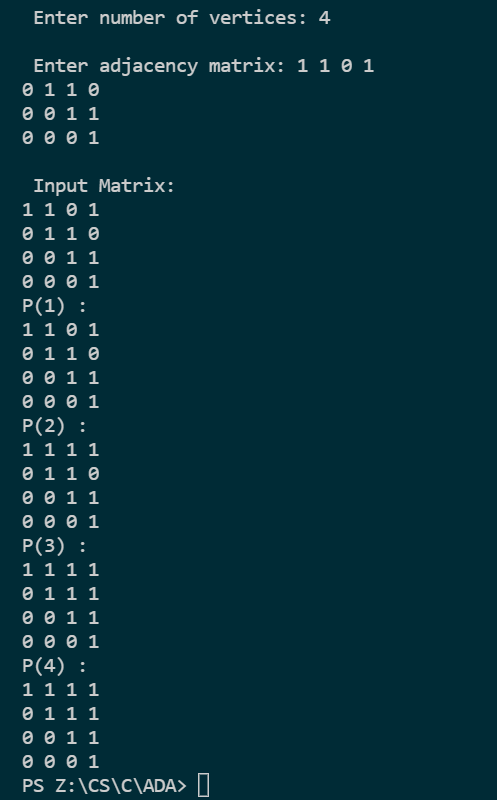 Enter number of vertices: 4
Enter adjacency matrix: 1 1 0 1
0 1 1 0
0 0 1 1
0 0 0 1
Input Matrix:
1 1 0 1
0 1 1 0
0 0 1 1
0 0 0 1
P(1) :
1 1 0 1
0 1 1 0
0 0 1 1
0 0 0 1
P(2) :
1 1 1 1
0 1 1 0
0 0 1 1
0 0 0 1
P(3) :
1 1 1 1
0 1 1 1
0 0 1 1
0 0 0 1
P(4) :
1 1 1 1
0 1 1 1
0 0 1 1
0 0 0 1
PS Z:\CS\C\ADA>